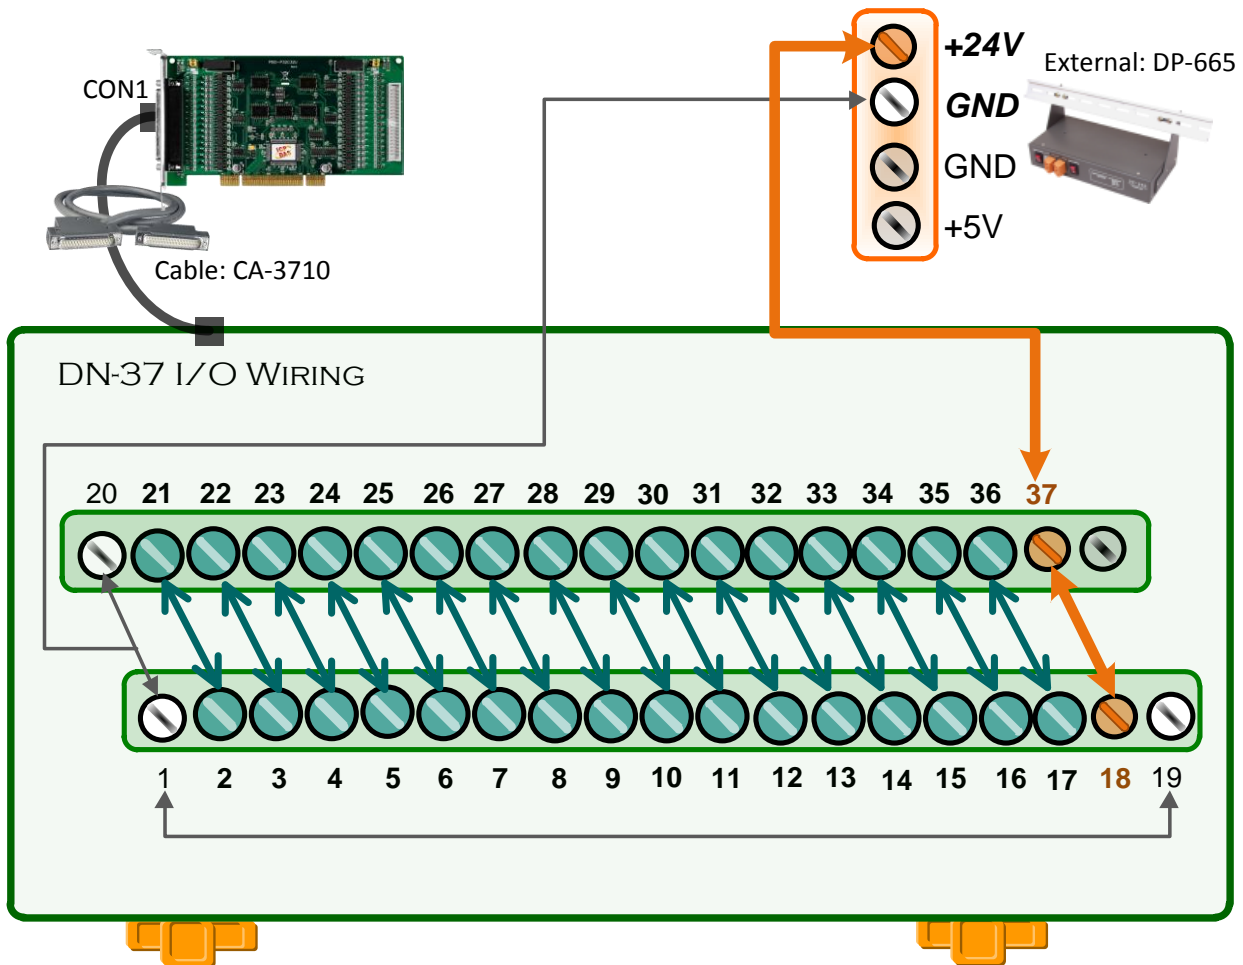 +24V
External: DP-665
CON1
GND
GND
+5V
Cable: CA-3710
DN-37 I/O Wiring
20 21 22 23 24 25 26 27 28 29 30 31 32 33 34 35 36 37
1 2 3 4 5 6 7 8 9 10 11 12 13 14 15 16 17 18 19